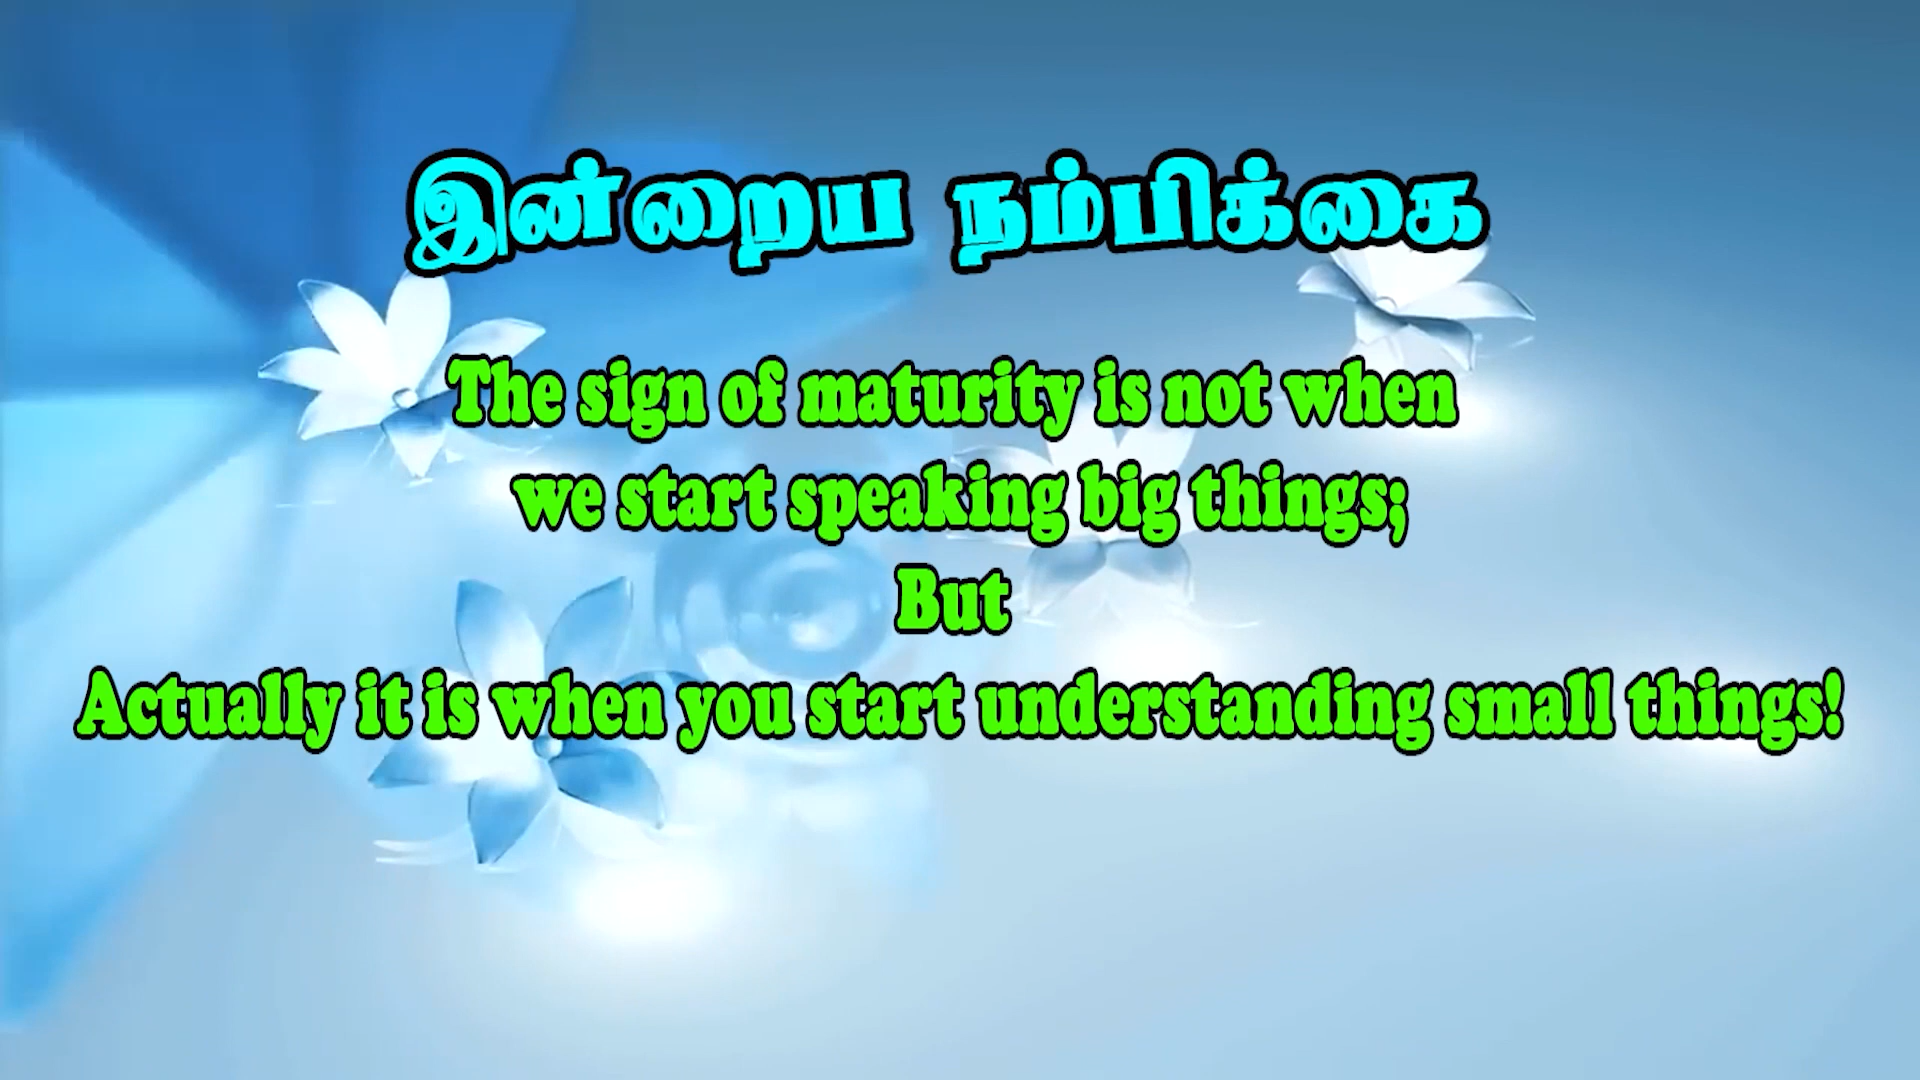 இன்றைய நம்பிக்கை
The sign of maturity is not when
we start speaking big things;
But
Actually it is when you start understanding small things!